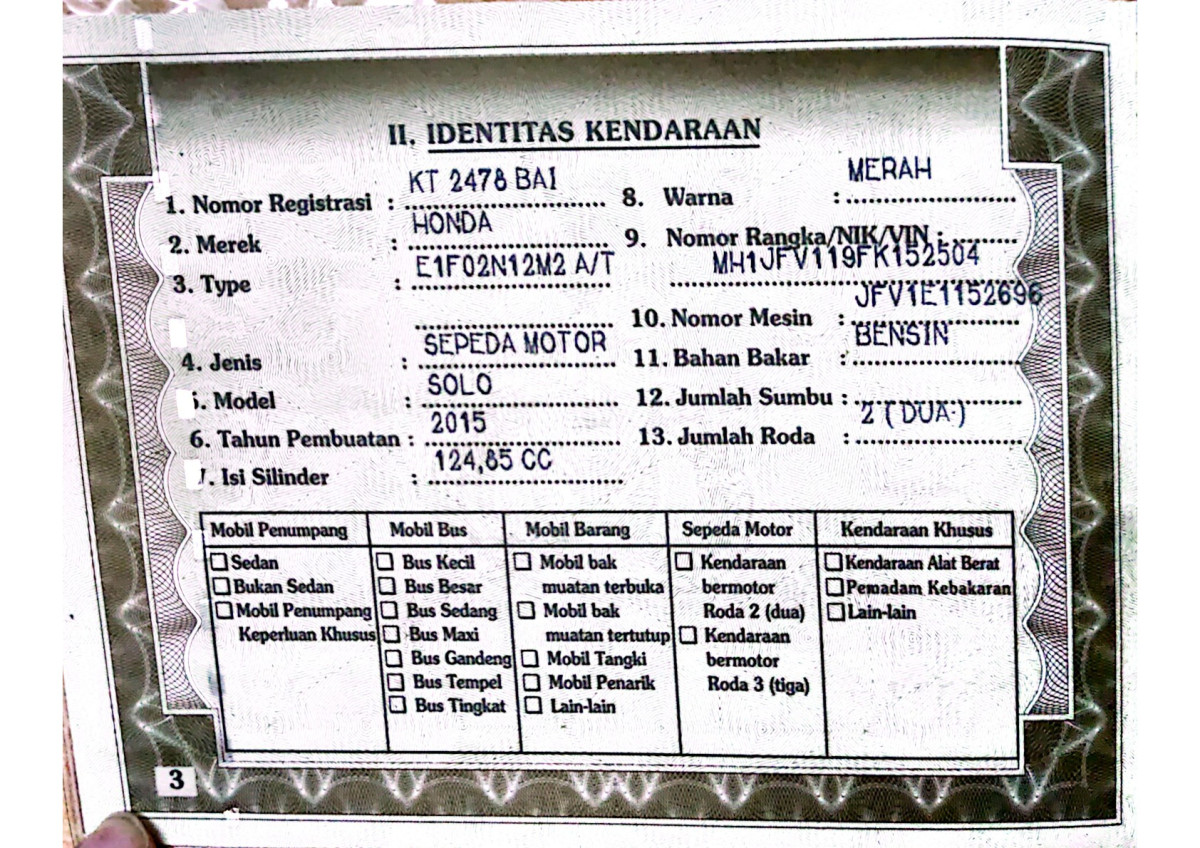 II. IDENTITAS KENDARAAN
1. Nomor Registrasi : KT 2478 BAI
2. Merek : HONDA
3. Type : E1F02N12M2 A/T
4. Jenis : SEPEDA MOTOR
5. Model : SOLO
6. Tahun Pembuatan : 2015
7. Isi Silinder : 124,85 CC
8. Warna : MERAH
9. Nomor Rangka/NIK/VIN :
MH1JFV119FK152504
10. Nomor Mesin : JFV1E1152696
11. Bahan Bakar : BENSIN
12. Jumlah Sumbu :
13. Jumlah Roda : 2 ( DUA )
Mobil Penumpang
Sedan
Bukan Sedan
Mobil Penumpang
Keperluan Khusus
Mobil Bus
Bus Kecil
Bus Besar
Bus Sedang
Bus Maxi
Bus Gandeng
Bus Tempel
Bus Tingkat
Mobil Barang
Mobil bak
muatan terbuka
Mobil bak
muatan tertutup
Mobil Tangki
Mobil Penarik
Lain-lain
Sepeda Motor
Kendaraan
bermotor
Roda 2 (dua)
Kendaraan
bermotor
Roda 3 (tiga)
Kendaraan Khusus
Kendaraan Alat Berat
Pemadam Kebakaran
Lain-lain
3